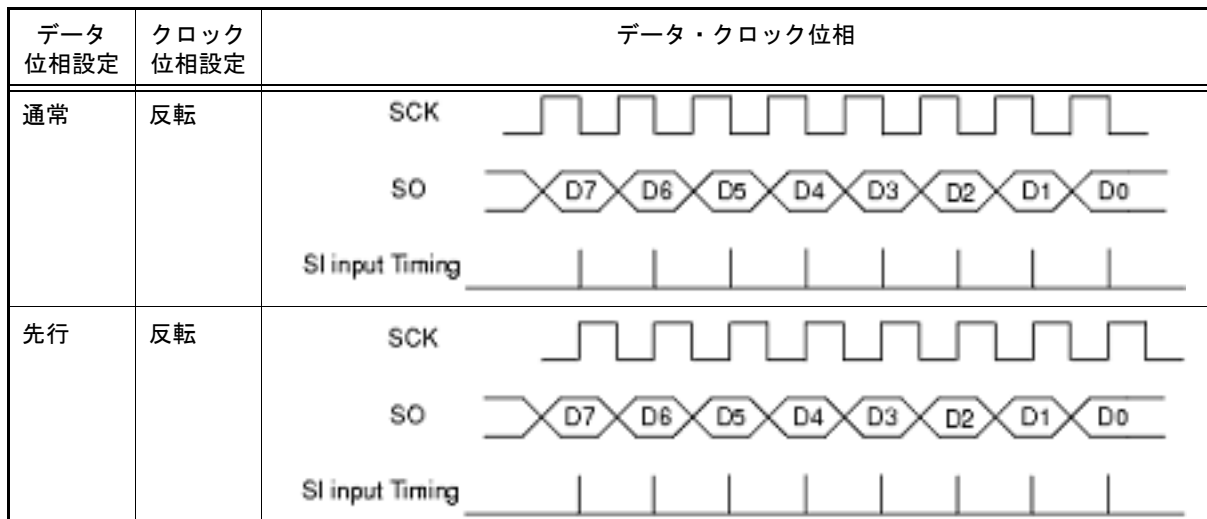 データ
位相設定
クロック
位相設定
データ・クロック位相
通常
反転
SCK
SO
D7 D6 D5 D4 D3 D2 D1 D0
SI input Timing
先行
反転
SCK
SO
D7 D6 D5 D4 D3 D2 D1 D0
SI input Timing